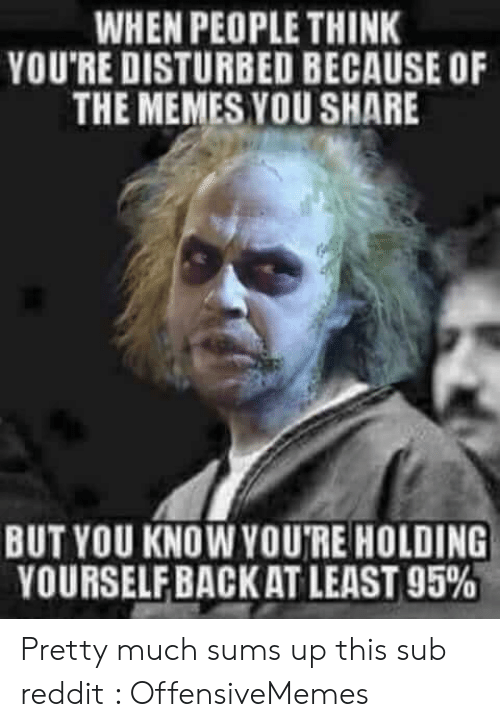 WHEN PEOPLE THINK
YOU'RE DISTURBED BECAUSE OF
THE MEMES YOU SHARE
BUT YOU KNOW YOU'RE HOLDING
YOURSELF BACK AT LEAST 95%
Pretty much sums up this sub
reddit : OffensiveMemes